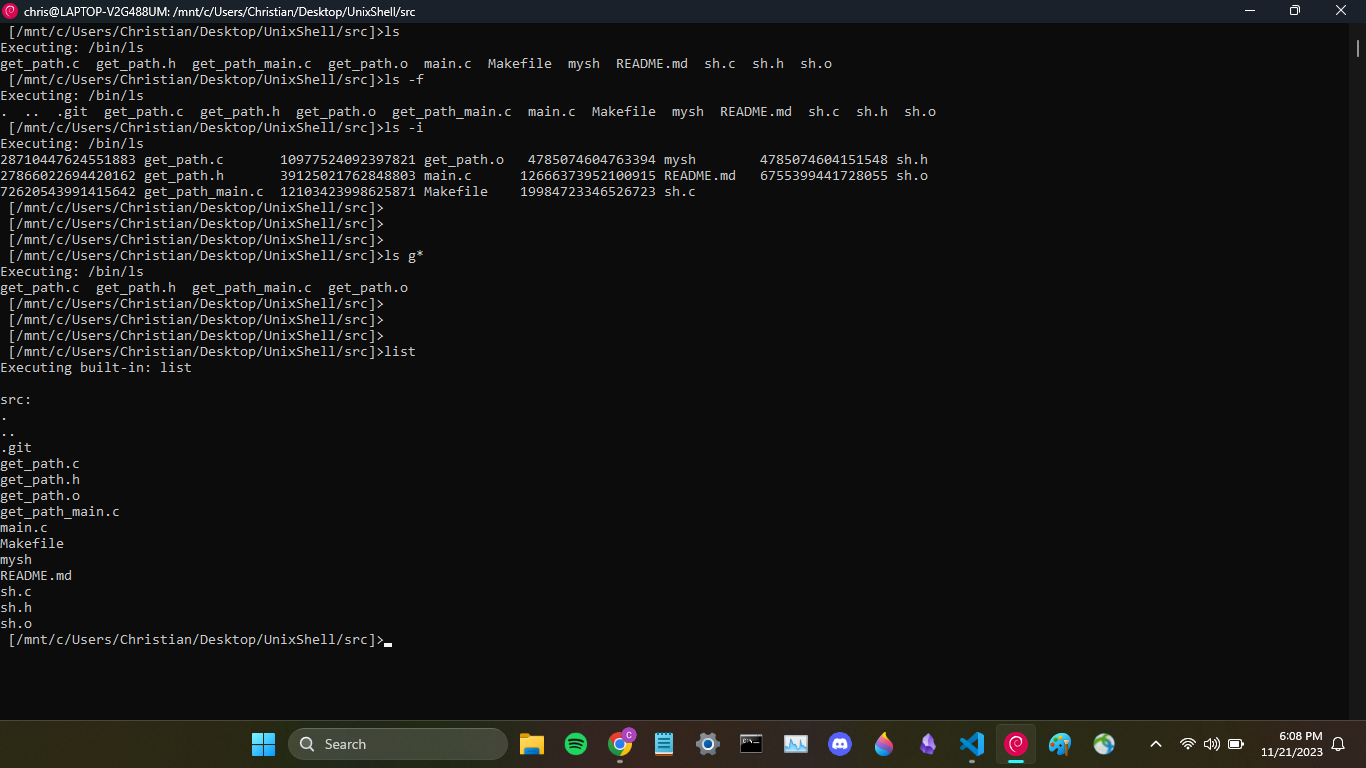 chris@LAPTOP-V2G488UM: /mnt/c/Users/Christian/Desktop/UnixShell/src
 [/mnt/c/Users/Christian/Desktop/UnixShell/src]>ls
Executing: /bin/ls
get_path.c  get_path.h  get_path_main.c  get_path.o  main.c  Makefile  mysh  README.md  sh.c  sh.h  sh.o
 [/mnt/c/Users/Christian/Desktop/UnixShell/src]>ls -f
Executing: /bin/ls
.  ..  .git  get_path.c  get_path.h  get_path.o  get_path_main.c  main.c  Makefile  mysh  README.md  sh.c  sh.h  sh.o
 [/mnt/c/Users/Christian/Desktop/UnixShell/src]>ls -i
Executing: /bin/ls
28710447624551883 get_path.c       10977524092397821 get_path.o   4785074604763394 mysh        4785074604151548 sh.h
27866022694420162 get_path.h       39125021762848803 main.c      12666373952100915 README.md   6755399441728055 sh.o
72620543991415642 get_path_main.c  12103423998625871 Makefile    19984723346526723 sh.c
 [/mnt/c/Users/Christian/Desktop/UnixShell/src]>
 [/mnt/c/Users/Christian/Desktop/UnixShell/src]>
 [/mnt/c/Users/Christian/Desktop/UnixShell/src]>
 [/mnt/c/Users/Christian/Desktop/UnixShell/src]>ls g*
Executing: /bin/ls
get_path.c  get_path.h  get_path_main.c  get_path.o
 [/mnt/c/Users/Christian/Desktop/UnixShell/src]>
 [/mnt/c/Users/Christian/Desktop/UnixShell/src]>
 [/mnt/c/Users/Christian/Desktop/UnixShell/src]>
 [/mnt/c/Users/Christian/Desktop/UnixShell/src]>list
Executing built-in: list

src:
.
..
.git
get_path.c
get_path.h
get_path.o
get_path_main.c
main.c
Makefile
mysh
README.md
sh.c
sh.h
sh.o
 [/mnt/c/Users/Christian/Desktop/UnixShell/src]>
Search
C
6:08 PM
11/21/2023